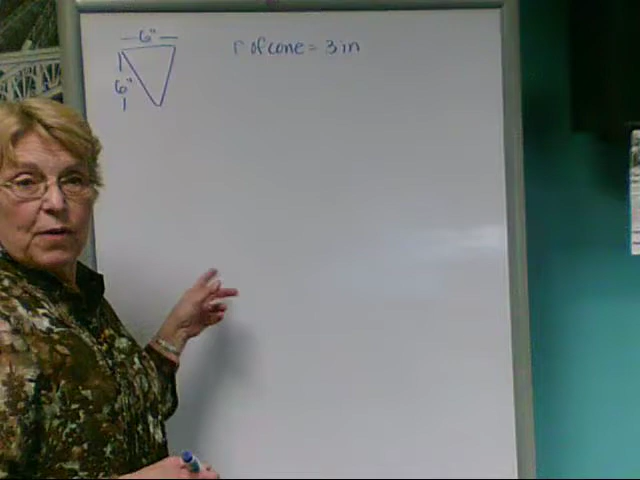 6"
r of cone = 3 in
6"